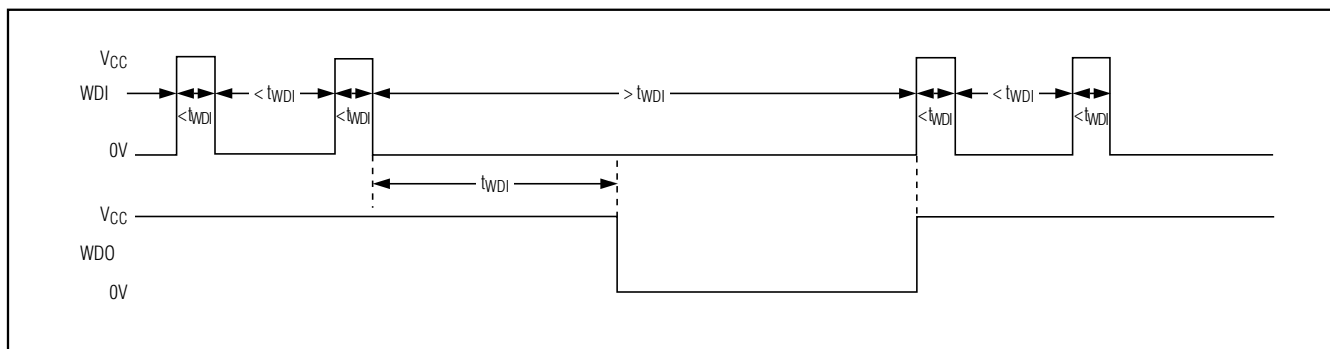 VCC
WDI
< tWDI
> tWDI
< tWDI
<tWDI
<tWDI
<tWDI
<tWDI
0V
tWDI
VCC
WDO
0V